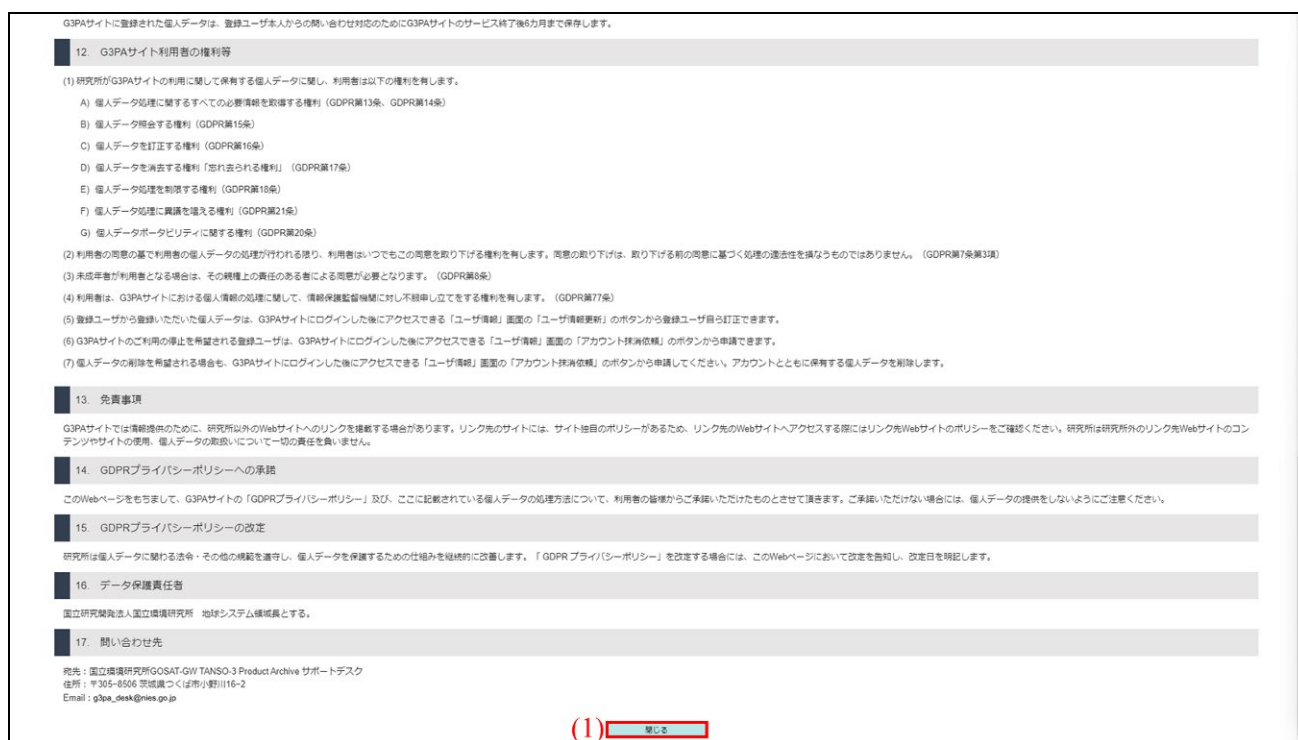 G3PAサイトに登録された個人データは、登録ユーザ本人からの問い合わせ対応のためにG3PAサイトのサービス終了後6カ月まで保存します。
12. G3PAサイト利用者の権利等
(1) 研究所がG3PAサイトの利用に関して保有する個人データに関し、利用者は以下の権利を有します。
A) 個人データ処理に関するすべての必要情報を取得する権利（GDPR第13条、GDPR第14条）
B) 個人データ照会する権利（GDPR第15条）
C) 個人データを訂正する権利（GDPR第16条）
D) 個人データを消去する権利「忘れ去られる権利」（GDPR第17条）
E) 個人データ処理を制限する権利（GDPR第18条）
F) 個人データ処理に異議を唱える権利（GDPR第21条）
G) 個人データポータビリティに関する権利（GDPR第20条）
(2) 利用者の同意の基で利用者の個人データの処理が行われる限り、利用者はいつでもこの同意を取り下げる権利を有します。同意の取り下げは、取り下げる前の同意に基づく処理の適法性を損なうものではありません。（GDPR第7条第3項）
(3) 未成年者が利用者となる場合は、その親権上の責任のある者による同意が必要となります。（GDPR第8条）
(4) 利用者は、G3PAサイトにおける個人情報の処理に関して、情報保護監督機関に対し不服申し立てをする権利を有します。（GDPR第77条）
(5) 登録ユーザから登録いただいた個人データは、G3PAサイトにログインした後にアクセスできる「ユーザ情報」画面の「ユーザ情報更新」のボタンから登録ユーザ自ら訂正できます。
(6) G3PAサイトのご利用の停止を希望される登録ユーザは、G3PAサイトにログインした後にアクセスできる「ユーザ情報」画面の「アカウント抹消依頼」のボタンから申請できます。
(7) 個人データの削除を希望される場合も、G3PAサイトにログインした後にアクセスできる「ユーザ情報」画面の「アカウント抹消依頼」のボタンから申請してください。アカウントとともに保有する個人データを削除します。
13. 免責事項
G3PAサイトでは情報提供のために、研究所以外のWebサイトへのリンクを掲載する場合があります。リンク先のサイトには、サイト独自のポリシーがあるため、リンク先のWebサイトへアクセスする際にはリンク先Webサイトのポリシーをご確認ください。研究所は研究所外のリンク先Webサイトのコン
テンツやサイトの使用、個人データの取扱いについて一切の責任を負いません。
14. GDPRプライバシーポリシーへの承諾
このWebページをもちまして、G3PAサイトの「GDPRプライバシーポリシー」及び、ここに記載されている個人データの処理方法について、利用者の皆様からご承諾いただけたものとさせて頂きます。ご承諾いただけない場合には、個人データの提供をしないようにご注意ください。
15. GDPRプライバシーポリシーの改定
研究所は個人データに関わる法令・その他の規範を遵守し、個人データを保護するための仕組みを継続的に改善します。「 GDPR プライバシーポリシー」を改定する場合には、このWebページにおいて改定を告知し、改定日を明記します。
16. データ保護責任者
国立研究開発法人国立環境研究所 地球システム領域長とする。
17. 問い合わせ先
宛先：国立環境研究所GOSAT-GW TANSO-3 Product Archive サポートデスク
住所：〒305-8506 茨城県つくば市小野川16-2
Email：g3pa_desk@nies.go.jp
(1) 閉じる